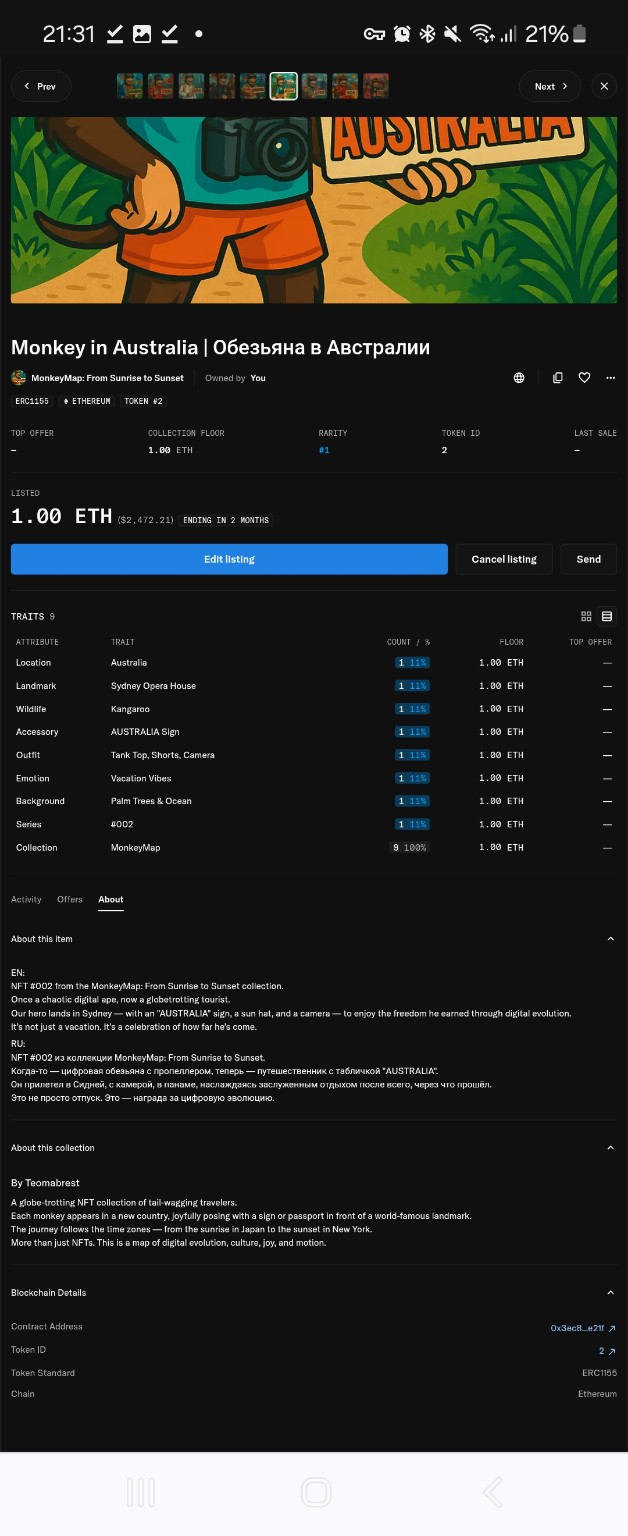 21:31
21%
Prev
Next
AUSTRALIA
Monkey in Australia | Обезьяна в Австралии
MonkeyMap: From Sunrise to Sunset Owned by You
ERC1155 ETHEREUM TOKEN #2
TOP OFFER COLLECTION FLOOR RARITY TOKEN ID LAST SALE
– 1.00 ETH #1 2 –
LISTED
1.00 ETH ($2,472.21) ENDING IN 2 MONTHS
Edit listing Cancel listing Send
TRAITS 9
ATTRIBUTE TRAIT COUNT / % FLOOR TOP OFFER
Location Australia 1 11% 1.00 ETH —
Landmark Sydney Opera House 1 11% 1.00 ETH —
Wildlife Kangaroo 1 11% 1.00 ETH —
Accessory AUSTRALIA Sign 1 11% 1.00 ETH —
Outfit Tank Top, Shorts, Camera 1 11% 1.00 ETH —
Emotion Vacation Vibes 1 11% 1.00 ETH —
Background Palm Trees & Ocean 1 11% 1.00 ETH —
Series #002 1 11% 1.00 ETH —
Collection MonkeyMap 9 100% 1.00 ETH —
Activity Offers About
About this item
EN:
NFT #002 from the MonkeyMap: From Sunrise to Sunset collection.
Once a chaotic digital ape, now a globetrotting tourist.
Our hero lands in Sydney — with an "AUSTRALIA" sign, a sun hat, and a camera — to enjoy the freedom he earned through digital evolution.
It's not just a vacation. It's a celebration of how far he's come.
RU:
NFT #002 из коллекции MonkeyMap: From Sunrise to Sunset.
Когда-то — цифровая обезьяна с пропеллером, теперь — путешественник с табличкой "AUSTRALIA".
Он прилетел в Сидней, с камерой, в панаме, наслаждаясь заслуженным отдыхом после всего, через что прошёл.
Это не просто отпуск. Это — награда за цифровую эволюцию.
About this collection
By Teomabrest
A globe-trotting NFT collection of tail-wagging travelers.
Each monkey appears in a new country, joyfully posing with a sign or passport in front of a world-famous landmark.
The journey follows the time zones — from the sunrise in Japan to the sunset in New York.
More than just NFTs. This is a map of digital evolution, culture, joy, and motion.
Blockchain Details
Contract Address 0x3ec8...e21f
Token ID 2
Token Standard ERC1155
Chain Ethereum